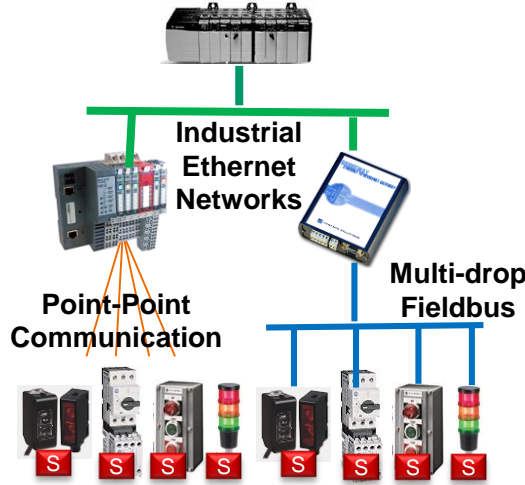 Industrial
Ethernet
Networks
Multi-drop
Fieldbus
Point-Point
Communication
S
S
S
S
S
S
S
S